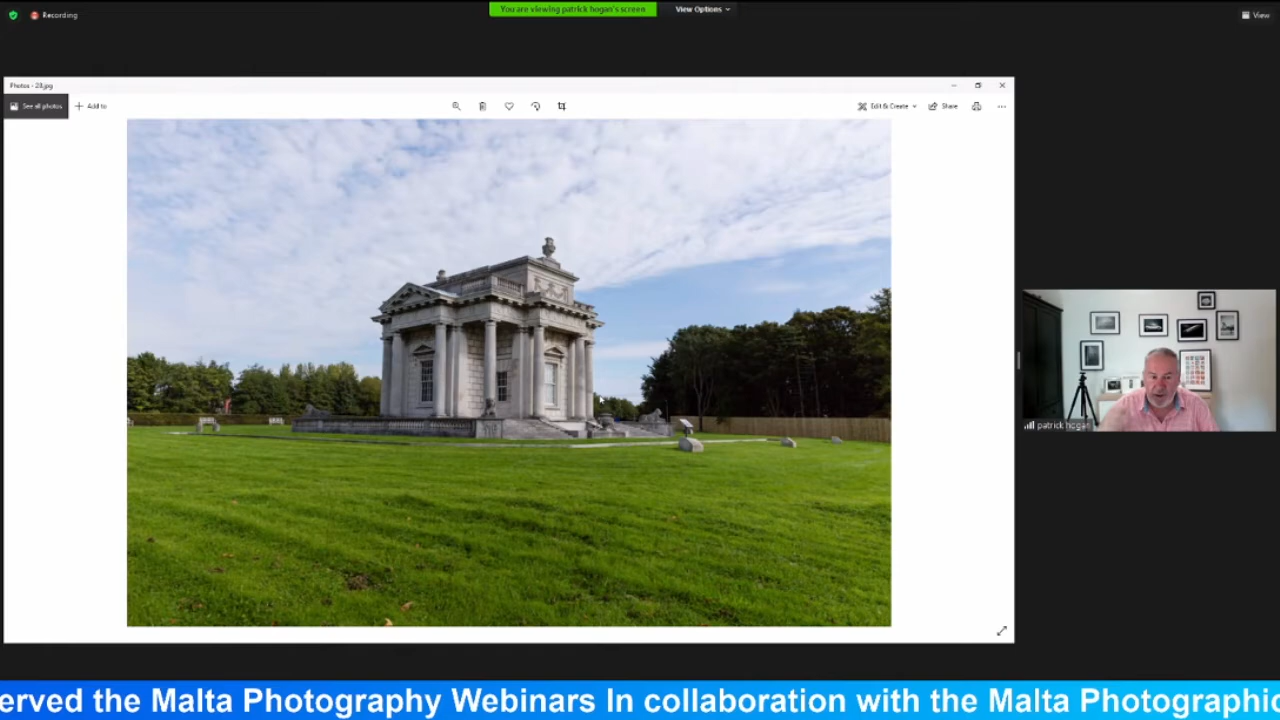 Recording
You are viewing patrick hogan's screen
View Options
View
Photos - 28.jpg
See all photos
Add to
Edit & Create
Share
patrick hogan
erved the Malta Photography Webinars In collaboration with the Malta Photographic